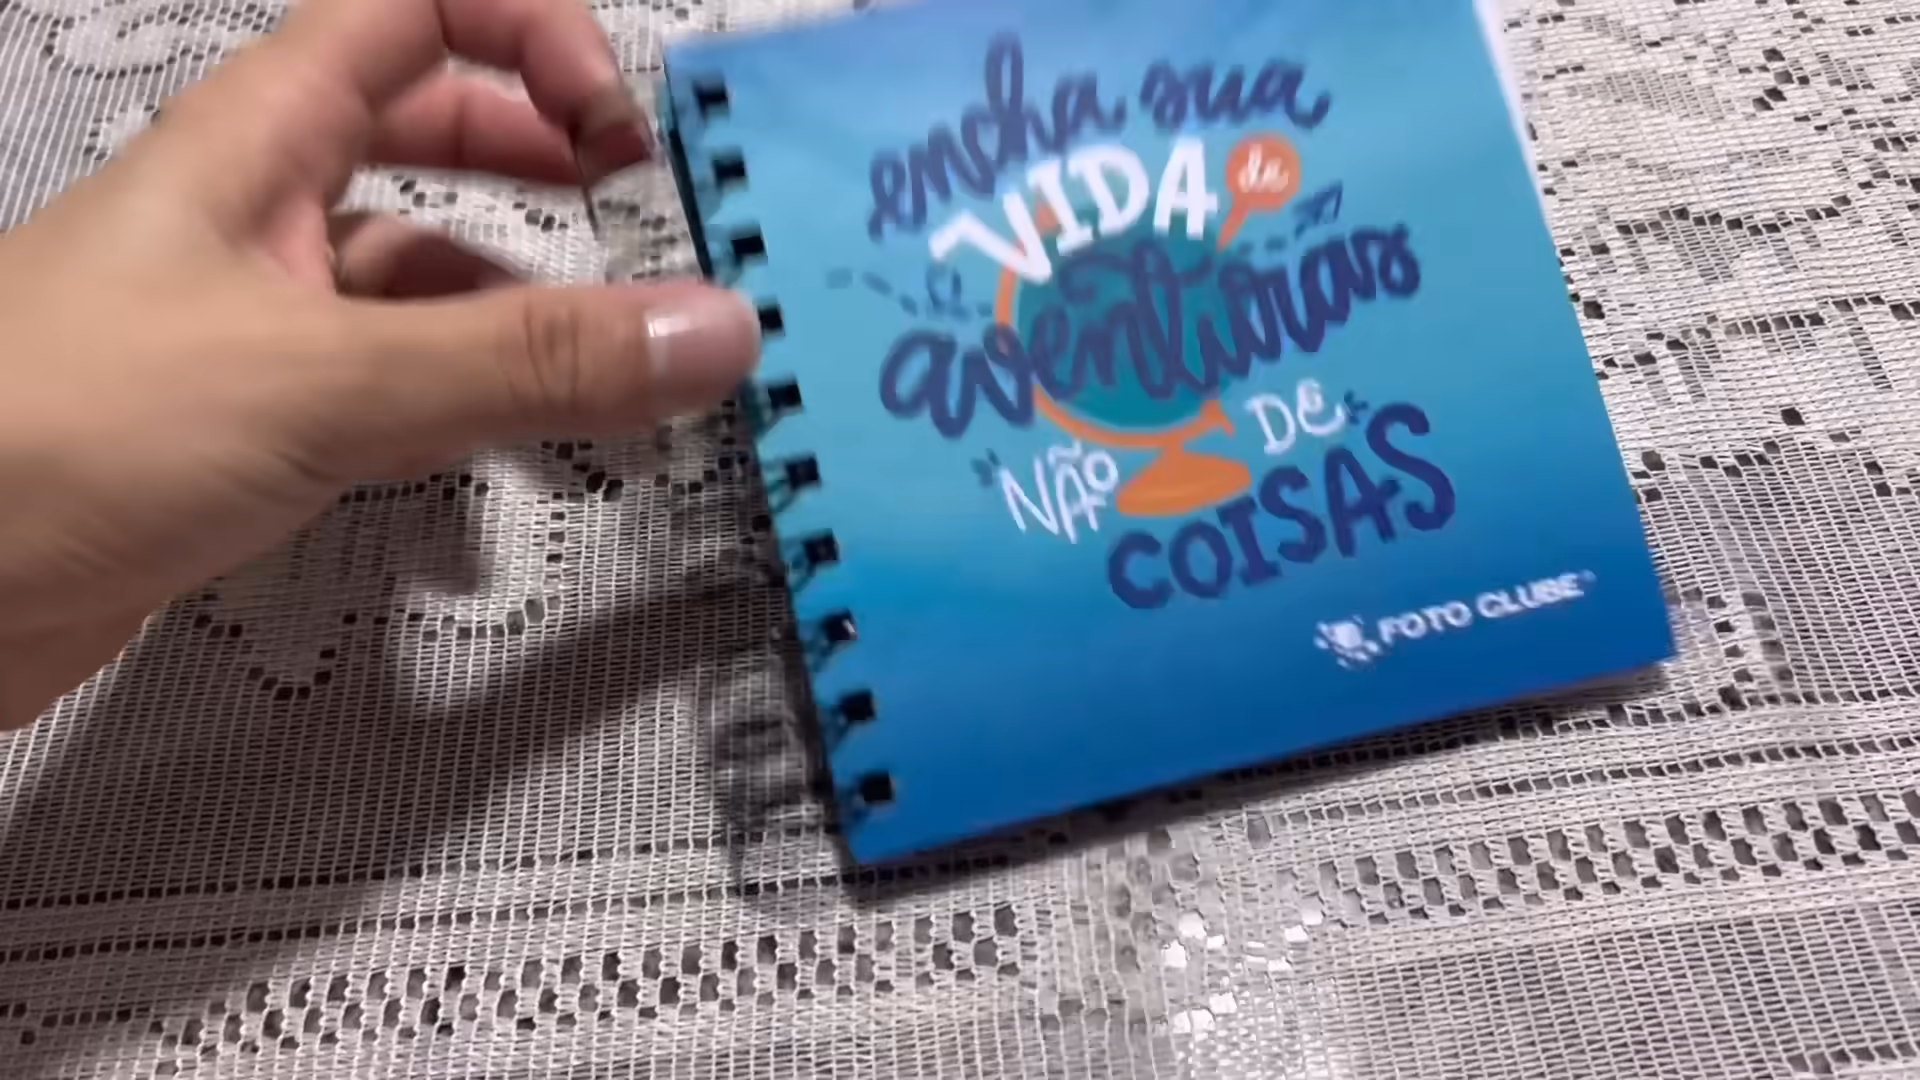 encha sua
VIDA de
aventuras
NÃO DE
COISAS
FOTO CLUBE